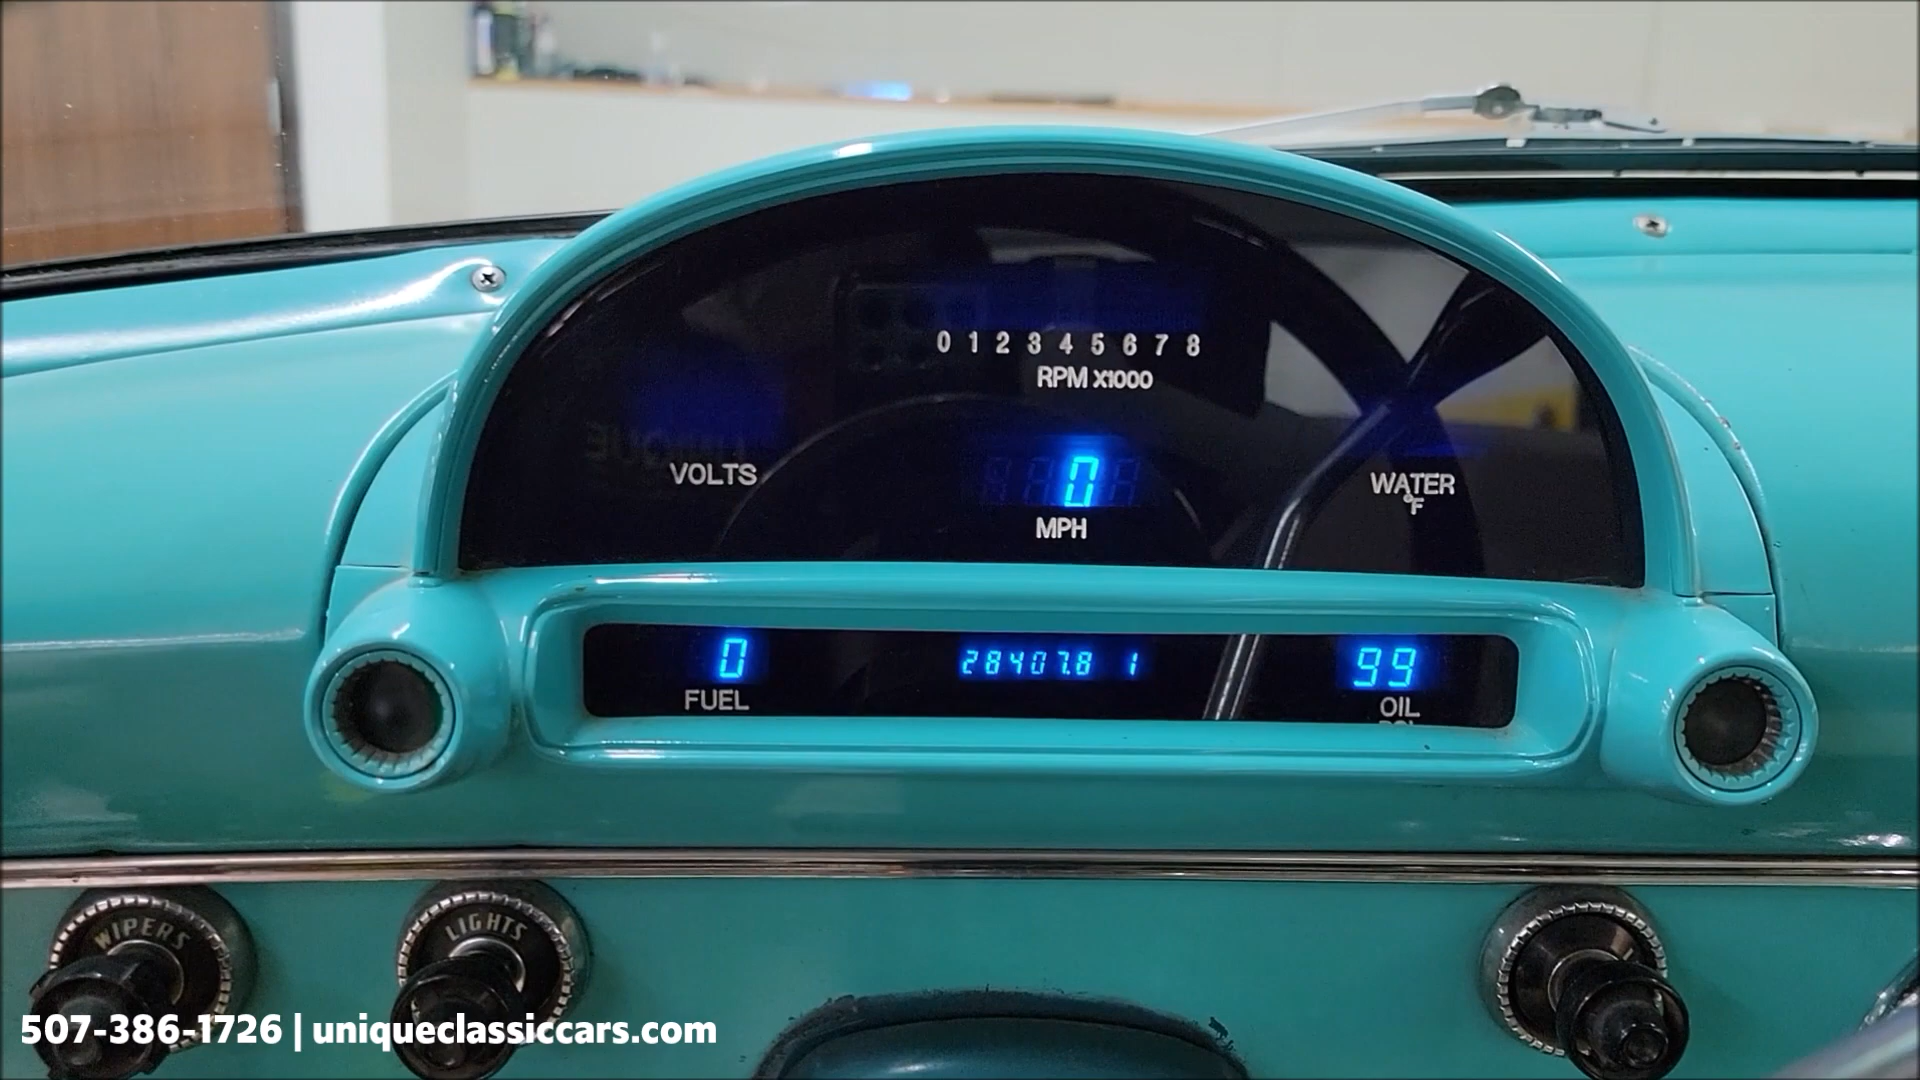 0 1 2 3 4 5 6 7 8
RPM X1000
VOLTS
0
MPH
WATER
°F
0
FUEL
28407.8 1
99
OIL
WIPERS
LIGHTS
507-386-1726 | uniqueclassiccars.com